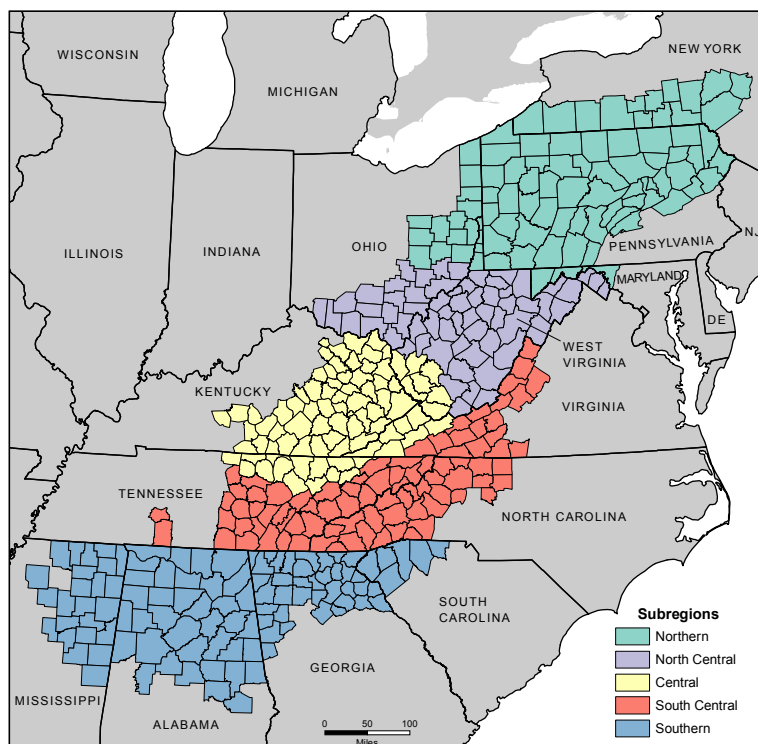 NEW YORK
WISCONSIN
MICHIGAN
PENNSYLVANIA
NJ
ILLINOIS
INDIANA
OHIO
MARYLAND
DE
WEST
VIRGINIA
KENTUCKY
VIRGINIA
TENNESSEE
NORTH CAROLINA
SOUTH
CAROLINA
GEORGIA
MISSISSIPPI
ALABAMA
Subregions
Northern
North Central
Central
South Central
Southern
0 50 100
Miles